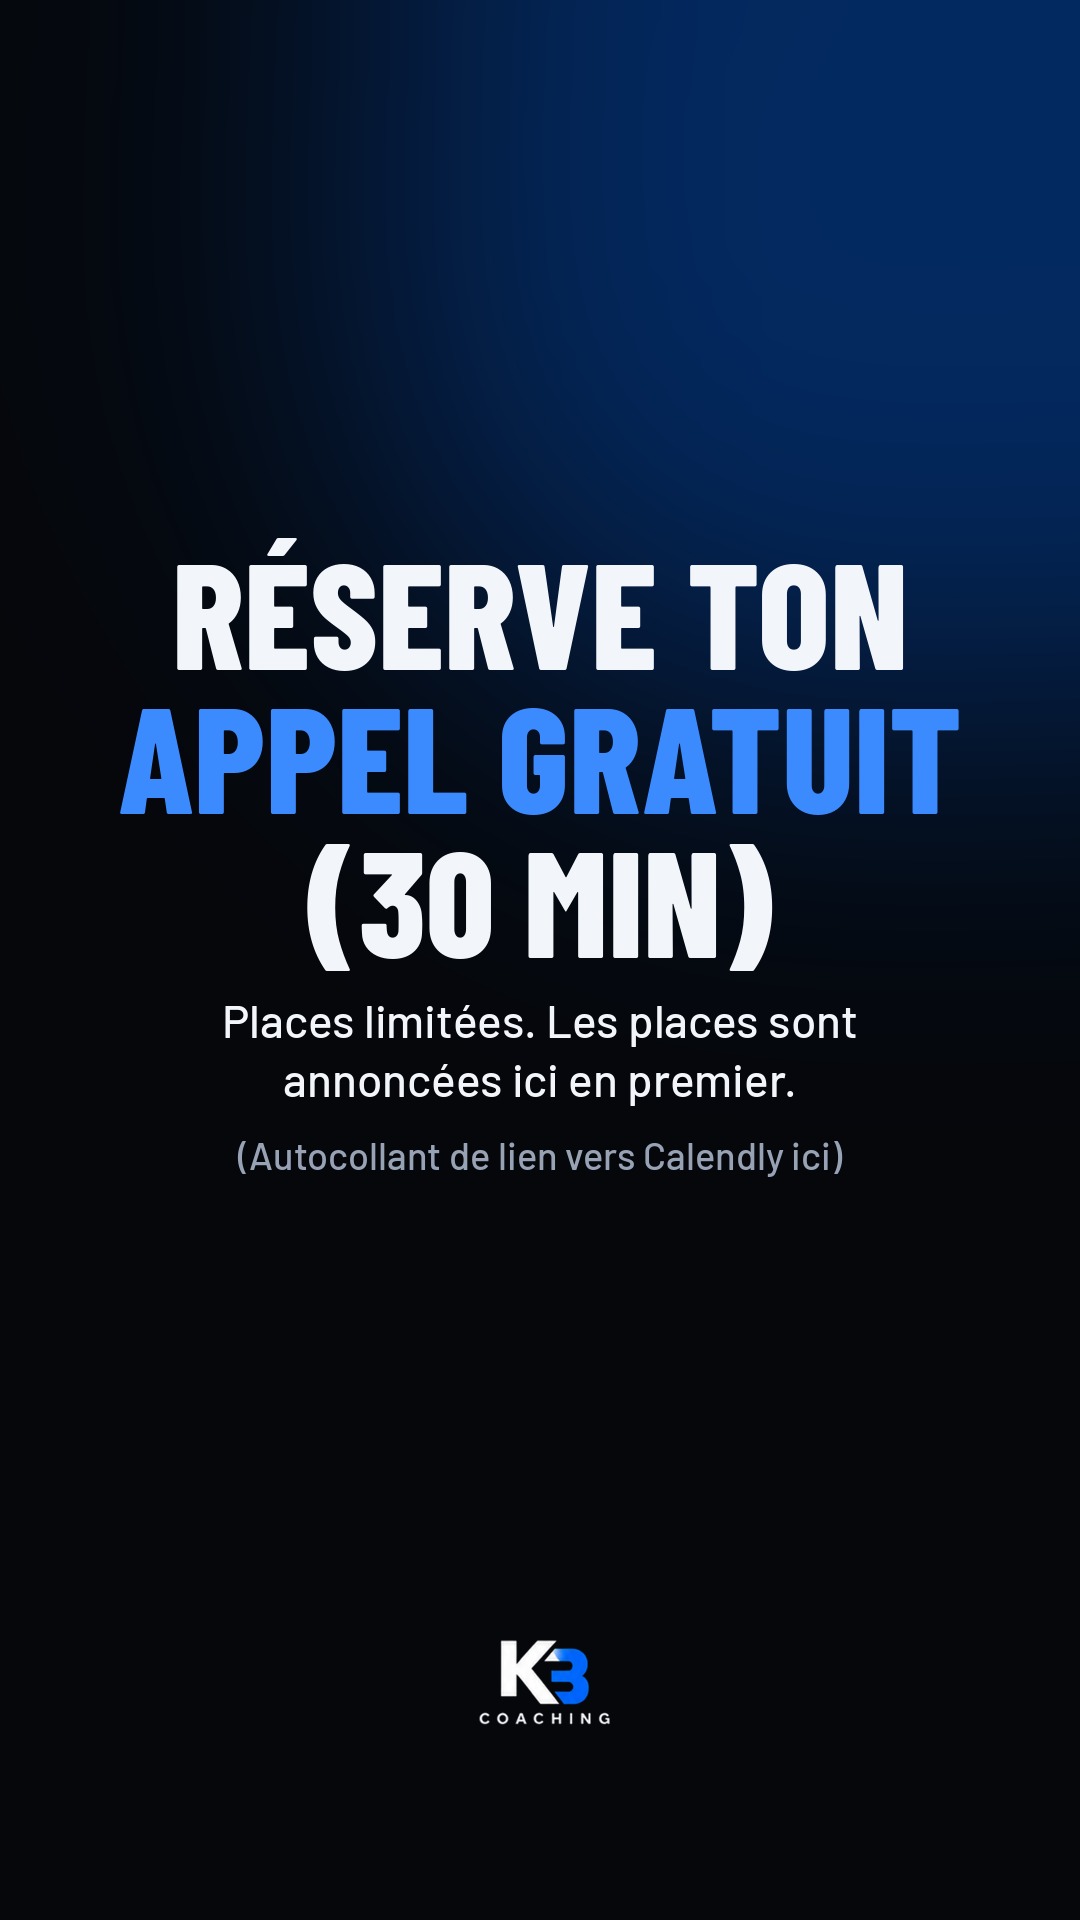 RÉSERVE TON
APPEL GRATUIT
(30 MIN)
Places limitées. Les places sont
annoncées ici en premier.
(Autocollant de lien vers Calendly ici)
KB
COACHING